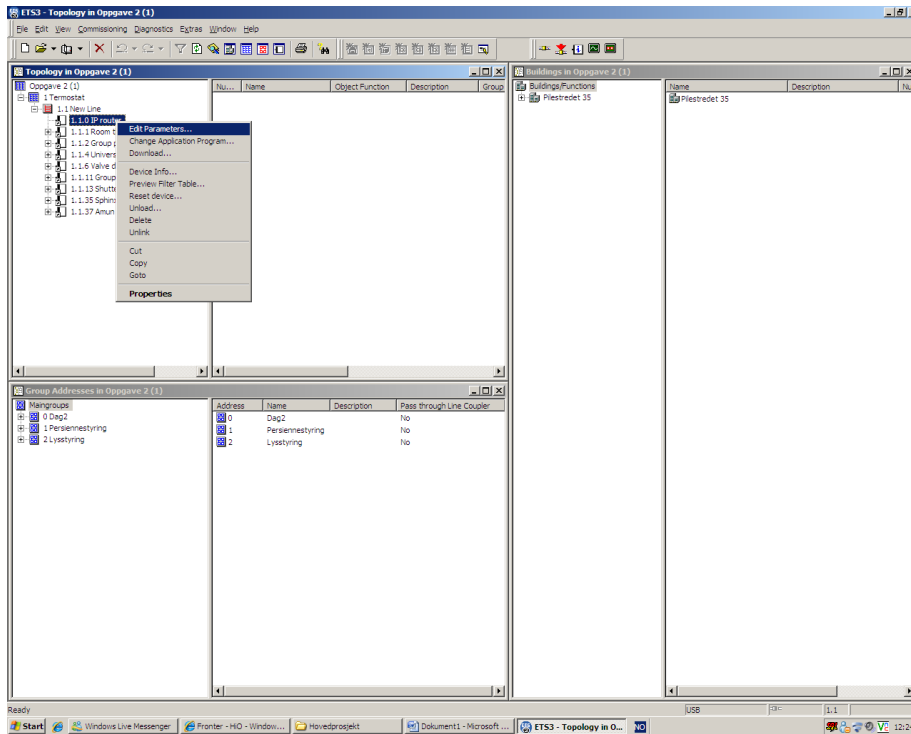 ETS3 - Topology in Oppgave 2 (1)
File Edit View Commissioning Diagnostics Extras Window Help
Topology in Oppgave 2 (1)
Oppgave 2 (1)
1 Termostat
1.1 New Line
1.1.0 IP router
1.1.1 Room t
1.1.2 Group p
1.1.4 Univers
1.1.6 Valve d
1.1.11 Group
1.1.13 Shutte
1.1.35 Sphinx
1.1.37 Amun
Nu... Name Object Function Description Group
Edit Parameters...
Change Application Program...
Download...
Device Info...
Preview Filter Table...
Reset device...
Unload...
Delete
Unlink
Cut
Copy
Goto
Properties
Buildings in Oppgave 2 (1)
Buildings/Functions
Pilestredet 35
Name Description Nu
Pilestredet 35
Group Addresses in Oppgave 2 (1)
Maingroups
0 Dag2
1 Persiennestyring
2 Lysstyring
Address Name Description Pass through Line Coupler
0 Dag2 No
1 Persiennestyring No
2 Lysstyring No
Ready USB 1.1
Start Windows Live Messenger Fronter - HiO - Window... Hovedprosjekt Dokument1 - Microsoft ... ETS3 - Topology in O... NO 12:2